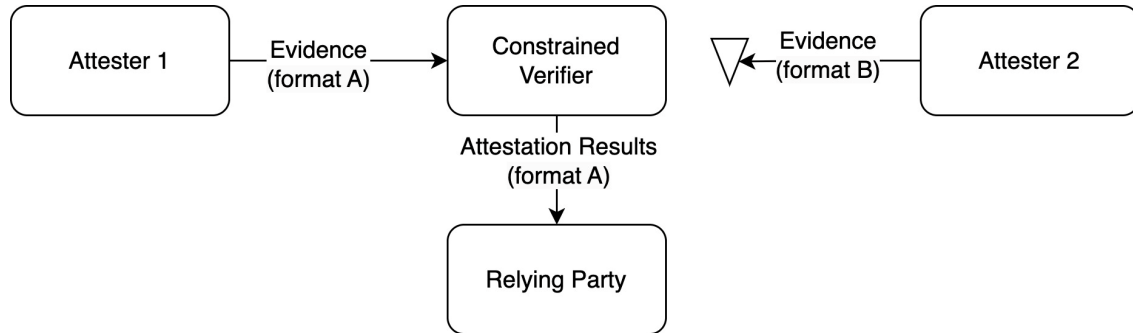 Attester 1
Evidence
(format A)
Constrained
Verifier
Evidence
(format B)
Attester 2
Attestation Results
(format A)
Relying Party